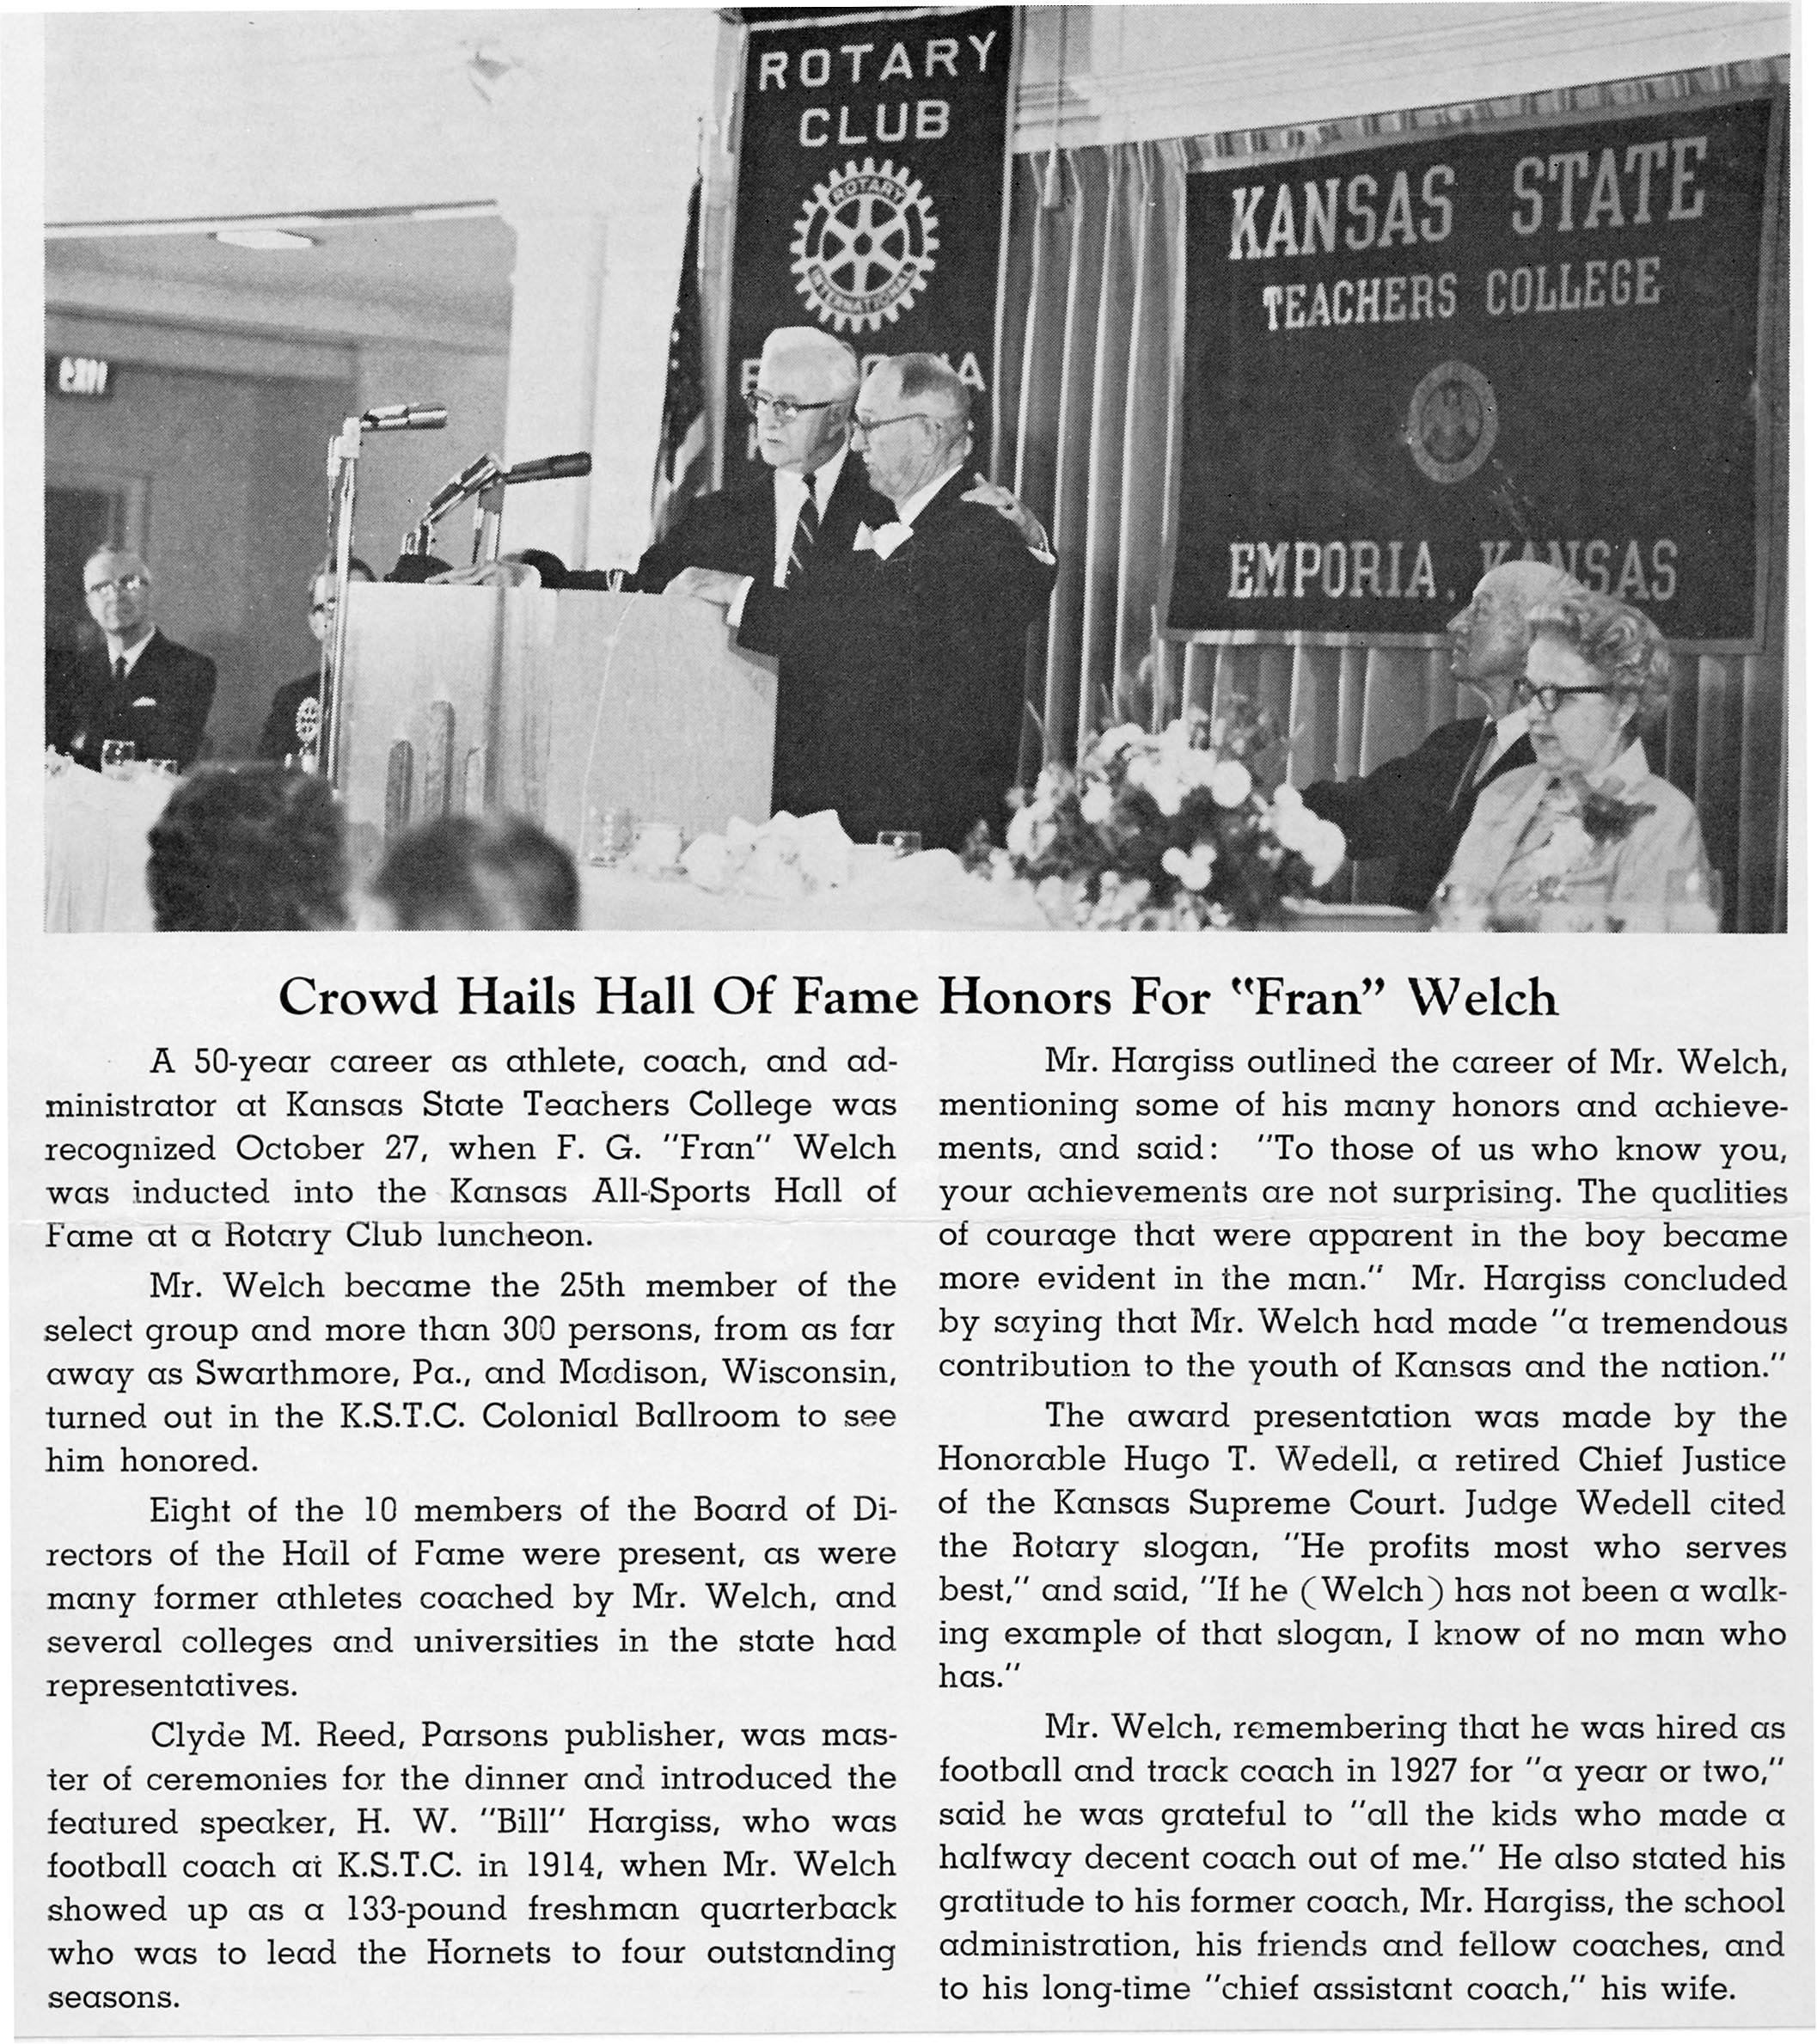 ROTARY
CLUB
ROTARY
INTERNATIONAL
KANSAS STATE
TEACHERS COLLEGE
EMPORIA, KANSAS
Crowd Hails Hall Of Fame Honors For "Fran" Welch
A 50-year career as athlete, coach, and ad-
ministrator at Kansas State Teachers College was
recognized October 27, when F. G. "Fran" Welch
was inducted into the Kansas All-Sports Hall of
Fame at a Rotary Club luncheon.
Mr. Welch became the 25th member of the
select group and more than 300 persons, from as far
away as Swarthmore, Pa., and Madison, Wisconsin,
turned out in the K.S.T.C. Colonial Ballroom to see
him honored.
Eight of the 10 members of the Board of Di-
rectors of the Hall of Fame were present, as were
many former athletes coached by Mr. Welch, and
several colleges and universities in the state had
representatives.
Clyde M. Reed, Parsons publisher, was mas-
ter of ceremonies for the dinner and introduced the
featured speaker, H. W. "Bill" Hargiss, who was
football coach at K.S.T.C. in 1914, when Mr. Welch
showed up as a 133-pound freshman quarterback
who was to lead the Hornets to four outstanding
seasons.
Mr. Hargiss outlined the career of Mr. Welch,
mentioning some of his many honors and achieve-
ments, and said: "To those of us who know you,
your achievements are not surprising. The qualities
of courage that were apparent in the boy became
more evident in the man." Mr. Hargiss concluded
by saying that Mr. Welch had made "a tremendous
contribution to the youth of Kansas and the nation."
The award presentation was made by the
Honorable Hugo T. Wedell, a retired Chief Justice
of the Kansas Supreme Court. Judge Wedell cited
the Rotary slogan, "He profits most who serves
best," and said, "If he (Welch) has not been a walk-
ing example of that slogan, I know of no man who
has."
Mr. Welch, remembering that he was hired as
football and track coach in 1927 for "a year or two,"
said he was grateful to "all the kids who made a
halfway decent coach out of me." He also stated his
gratitude to his former coach, Mr. Hargiss, the school
administration, his friends and fellow coaches, and
to his long-time "chief assistant coach," his wife.